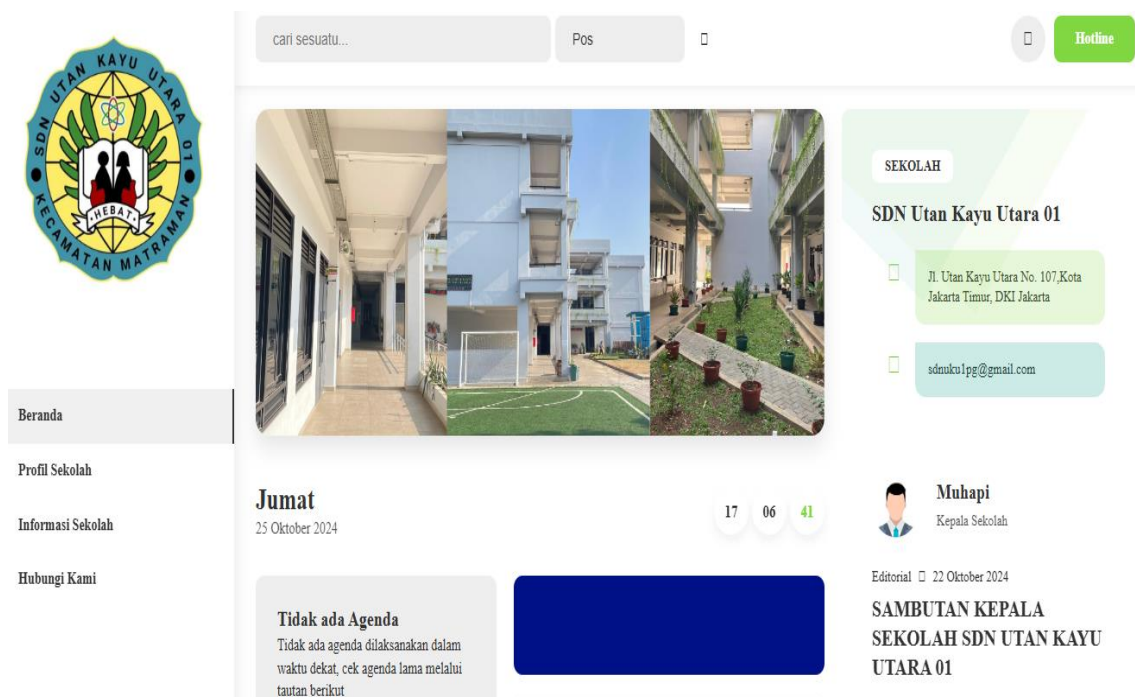 SDN UTAN KAYU UTARA 01
KECAMATAN MATRAMAN
HEBAT
Beranda
Profil Sekolah
Informasi Sekolah
Hubungi Kami
cari sesuatu...
Pos
Hotline
Jumat
25 Oktober 2024
17 06 41
Tidak ada Agenda
Tidak ada agenda dilaksanakan dalam
waktu dekat, cek agenda lama melalui
tautan berikut
SEKOLAH
SDN Utan Kayu Utara 01
Jl. Utan Kayu Utara No. 107,Kota
Jakarta Timur, DKI Jakarta
sdnuku1pg@gmail.com
Muhapi
Kepala Sekolah
Editorial 22 Oktober 2024
SAMBUTAN KEPALA
SEKOLAH SDN UTAN KAYU
UTARA 01